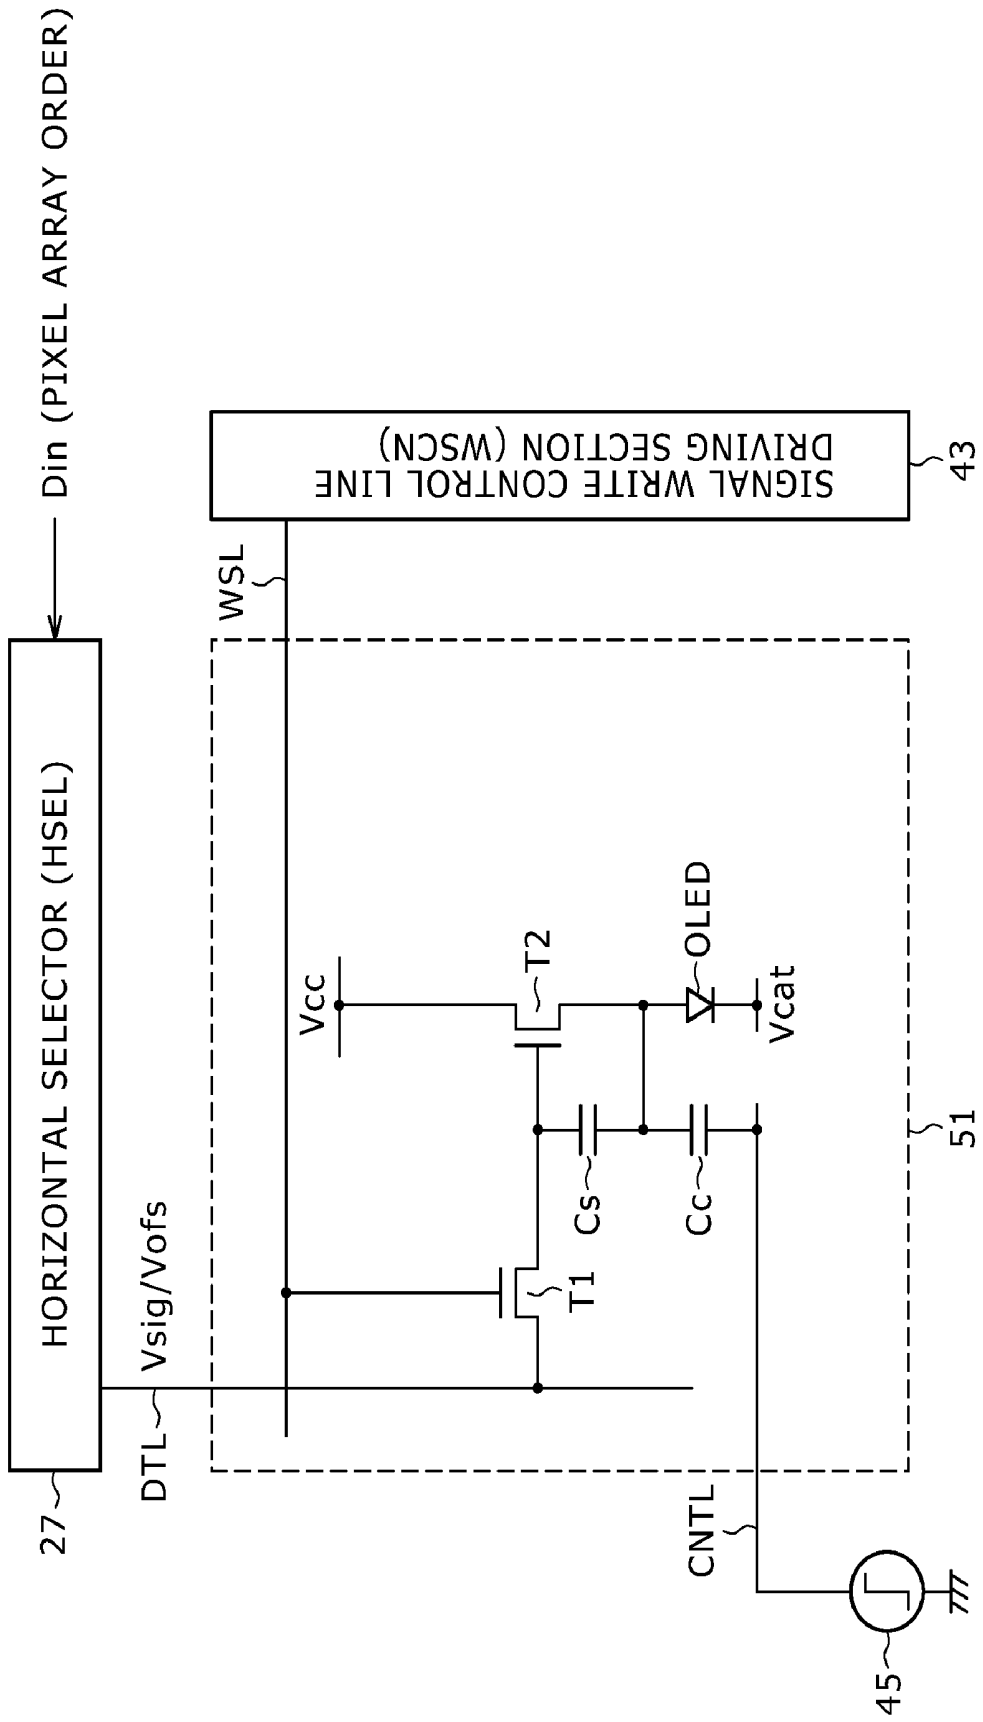 Din (PIXEL ARRAY ORDER)
27
HORIZONTAL SELECTOR (HSEL)
DTL
Vsig/Vofs
WSL
SIGNAL WRITE CONTROL LINE
DRIVING SECTION (WSCN)
43
Vcc
T1
T2
Cs
Cc
OLED
Vcat
CNTL
51
45